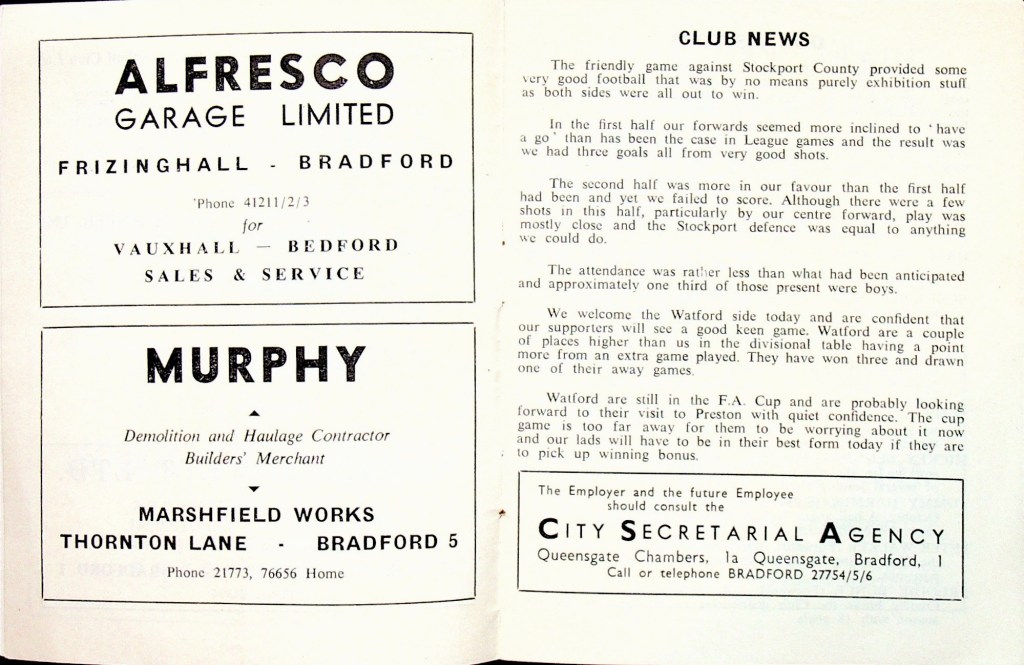 ALFRESCO
GARAGE LIMITED
FRIZINGHALL - BRADFORD
'Phone 41211/2/3
for
VAUXHALL — BEDFORD
SALES & SERVICE
MURPHY
Demolition and Haulage Contractor
Builders' Merchant
MARSHFIELD WORKS
THORNTON LANE - BRADFORD 5
Phone 21773, 76656 Home
CLUB NEWS
The friendly game against Stockport County provided some
very good football that was by no means purely exhibition stuff
as both sides were all out to win.
In the first half our forwards seemed more inclined to 'have
a go' than has been the case in League games and the result was
we had three goals all from very good shots.
The second half was more in our favour than the first half
had been and yet we failed to score. Although there were a few
shots in this half, particularly by our centre forward, play was
mostly close and the Stockport defence was equal to anything
we could do.
The attendance was rather less than what had been anticipated
and approximately one third of those present were boys.
We welcome the Watford side today and are confident that
our supporters will see a good keen game. Watford are a couple
of places higher than us in the divisional table having a point
more from an extra game played. They have won three and drawn
one of their away games.
Watford are still in the F.A. Cup and are probably looking
forward to their visit to Preston with quiet confidence. The cup
game is too far away for them to be worrying about it now
and our lads will have to be in their best form today if they are
to pick up winning bonus.
The Employer and the future Employee
should consult the
CITY SECRETARIAL AGENCY
Queensgate Chambers, 1a Queensgate, Bradford, 1
Call or telephone BRADFORD 27754/5/6